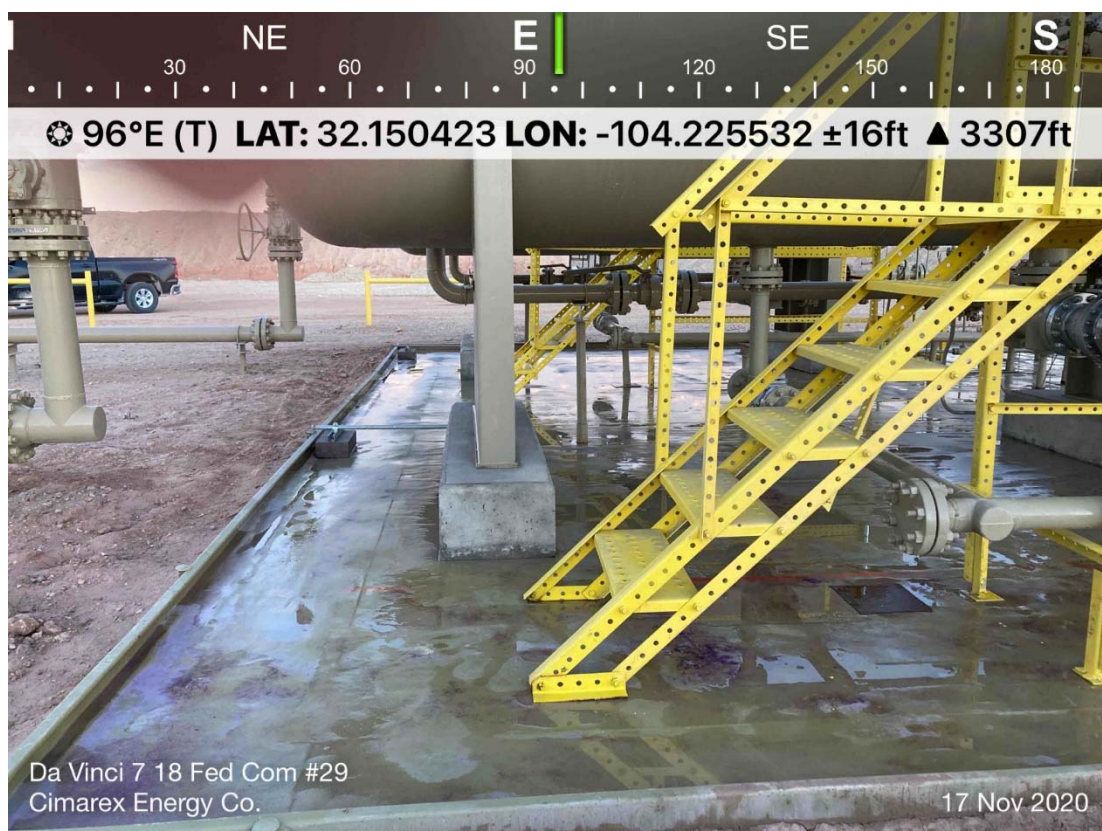 NE E SE S
30 60 90 120 150 180
96°E (T) LAT: 32.150423 LON: -104.225532 ±16ft ▲ 3307ft
Da Vinci 7 18 Fed Com #29
Cimarex Energy Co.
17 Nov 2020